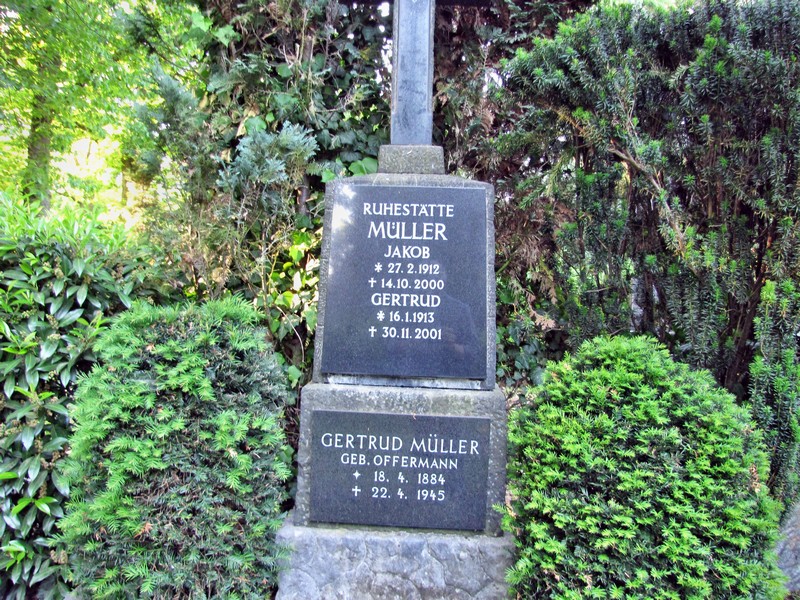 RUHESTÄTTE
MÜLLER
JAKOB
* 27. 2. 1912
† 14.10. 2000
GERTRUD
* 16.1.1913
† 30.11. 2001
GERTRUD MÜLLER
GEB. OFFERMANN
* 18. 4. 1884
† 22. 4. 1945